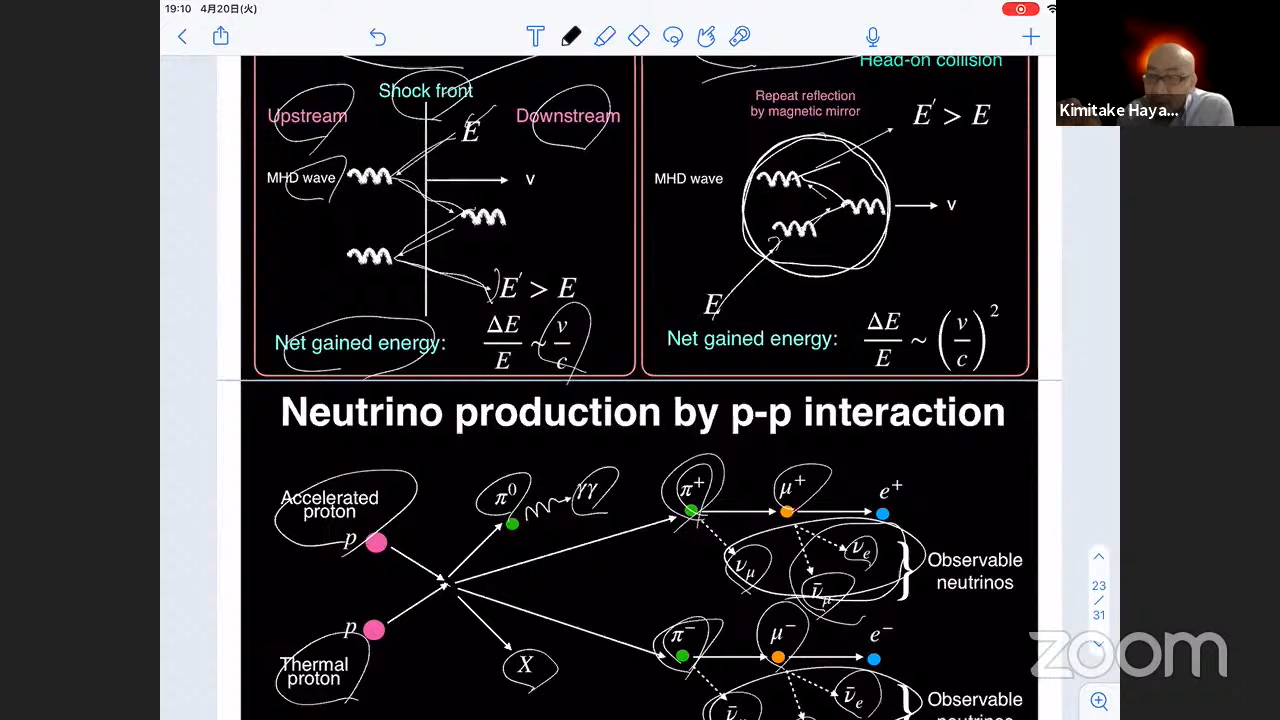 19:10 4月20日(火)
Kimitake Haya...
Shock front
Upstream
Downstream
E
MHD wave
v
E' > E
Net gained energy:
ΔE/E ~ v/c
Head-on collision
Repeat reflection
by magnetic mirror
E' > E
MHD wave
v
E
Net gained energy:
ΔE/E ~ (v/c)²
Neutrino production by p-p interaction
Accelerated
proton
p
π⁰
γγ
π⁺
μ⁺
e⁺
ν_μ
ν_e
ν̄_μ
Observable
neutrinos
p
Thermal
proton
X
π⁻
μ⁻
e⁻
ν̄_e
Observable
neutrinos
23
/
31
zoom